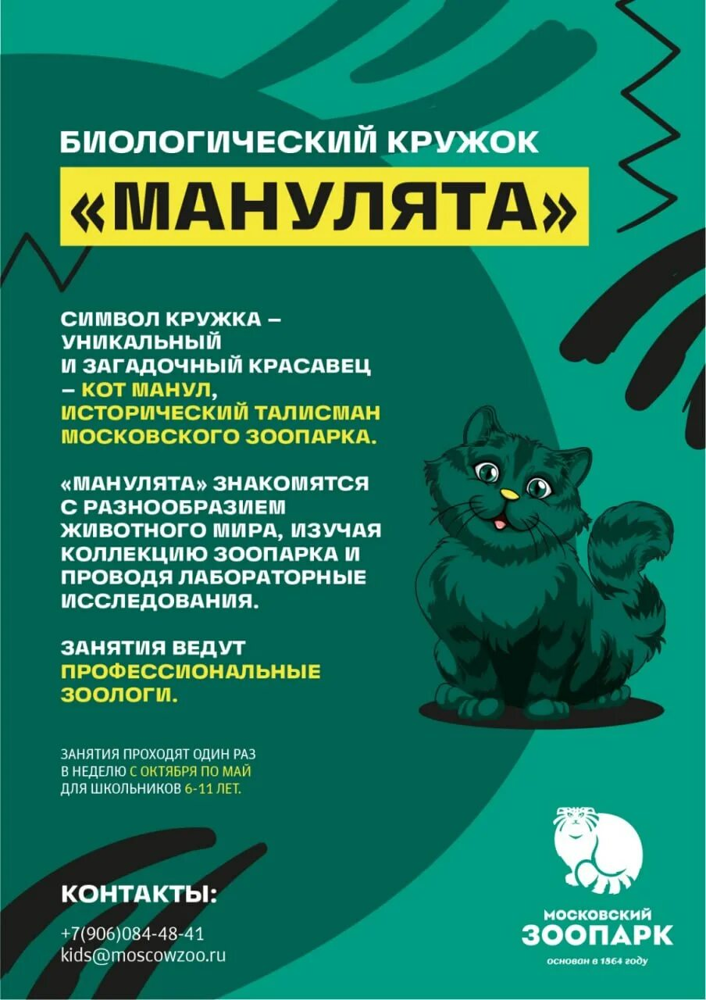 БИОЛОГИЧЕСКИЙ КРУЖОК
«МАНУЛЯТА»
СИМВОЛ КРУЖКА –
УНИКАЛЬНЫЙ
И ЗАГАДОЧНЫЙ КРАСАВЕЦ
– КОТ МАНУЛ,
ИСТОРИЧЕСКИЙ ТАЛИСМАН
МОСКОВСКОГО ЗООПАРКА.
«МАНУЛЯТА» ЗНАКОМЯТСЯ
С РАЗНООБРАЗИЕМ
ЖИВОТНОГО МИРА, ИЗУЧАЯ
КОЛЛЕКЦИЮ ЗООПАРКА И
ПРОВОДЯ ЛАБОРАТОРНЫЕ
ИССЛЕДОВАНИЯ.
ЗАНЯТИЯ ВЕДУТ
ПРОФЕССИОНАЛЬНЫЕ
ЗООЛОГИ.
ЗАНЯТИЯ ПРОХОДЯТ ОДИН РАЗ
В НЕДЕЛЮ С ОКТЯБРЯ ПО МАЙ
ДЛЯ ШКОЛЬНИКОВ 6-11 ЛЕТ.
КОНТАКТЫ:
+7(906)084-48-41
kids@moscowzoo.ru
МОСКОВСКИЙ
ЗООПАРК
основан в 1864 году